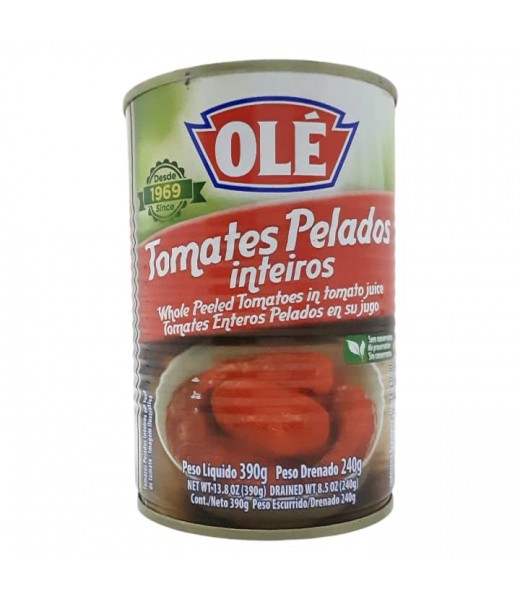 OLÉ
Desde
1969
Since
Tomates Pelados
inteiros
Whole Peeled Tomatoes in tomato juice
Tomates Enteros Pelados en su jugo
Peso Líquido 390g Peso Drenado 240g
NET WT·13.8 OZ (390g) DRAINED WT 8.5 OZ (240g)
Cont./Neto 390g Peso Escurrido/Drenado 240g